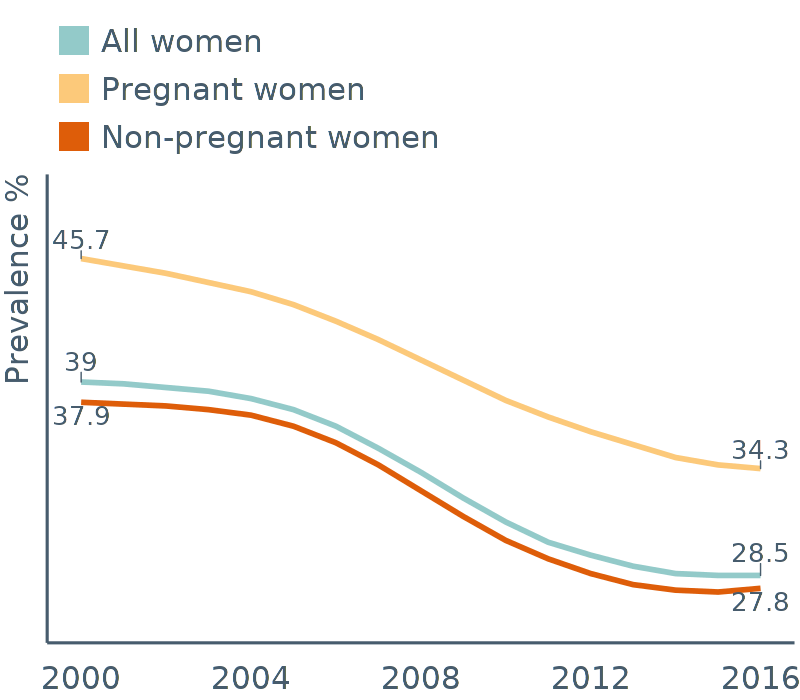 All women
Pregnant women
Non-pregnant women
Prevalence %
45.7
39
37.9
34.3
28.5
27.8
2000 2004 2008 2012 2016